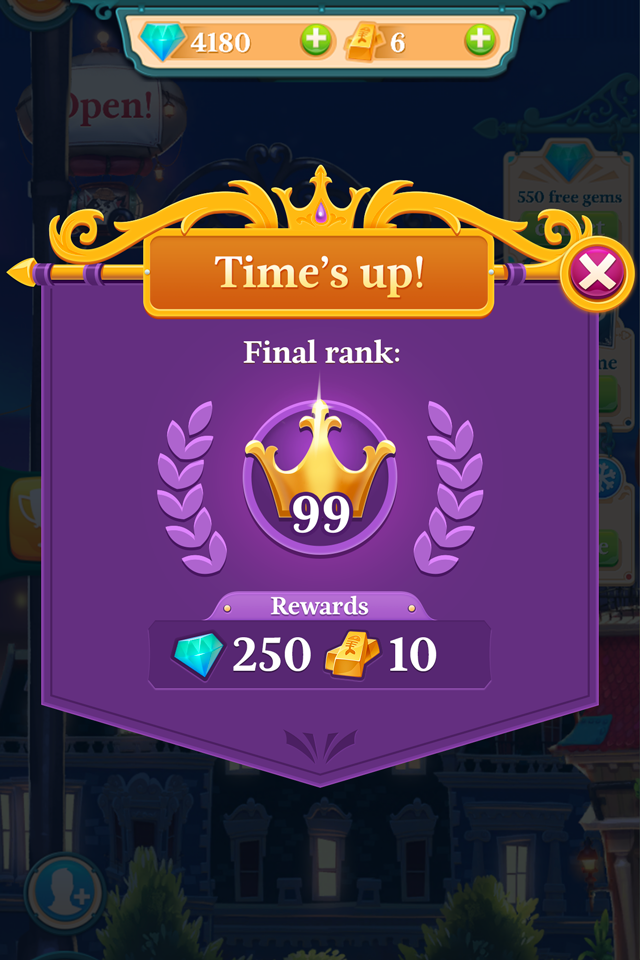 4180
6
Open!
550 free gems
Time's up!
Final rank:
99
Rewards
250 10